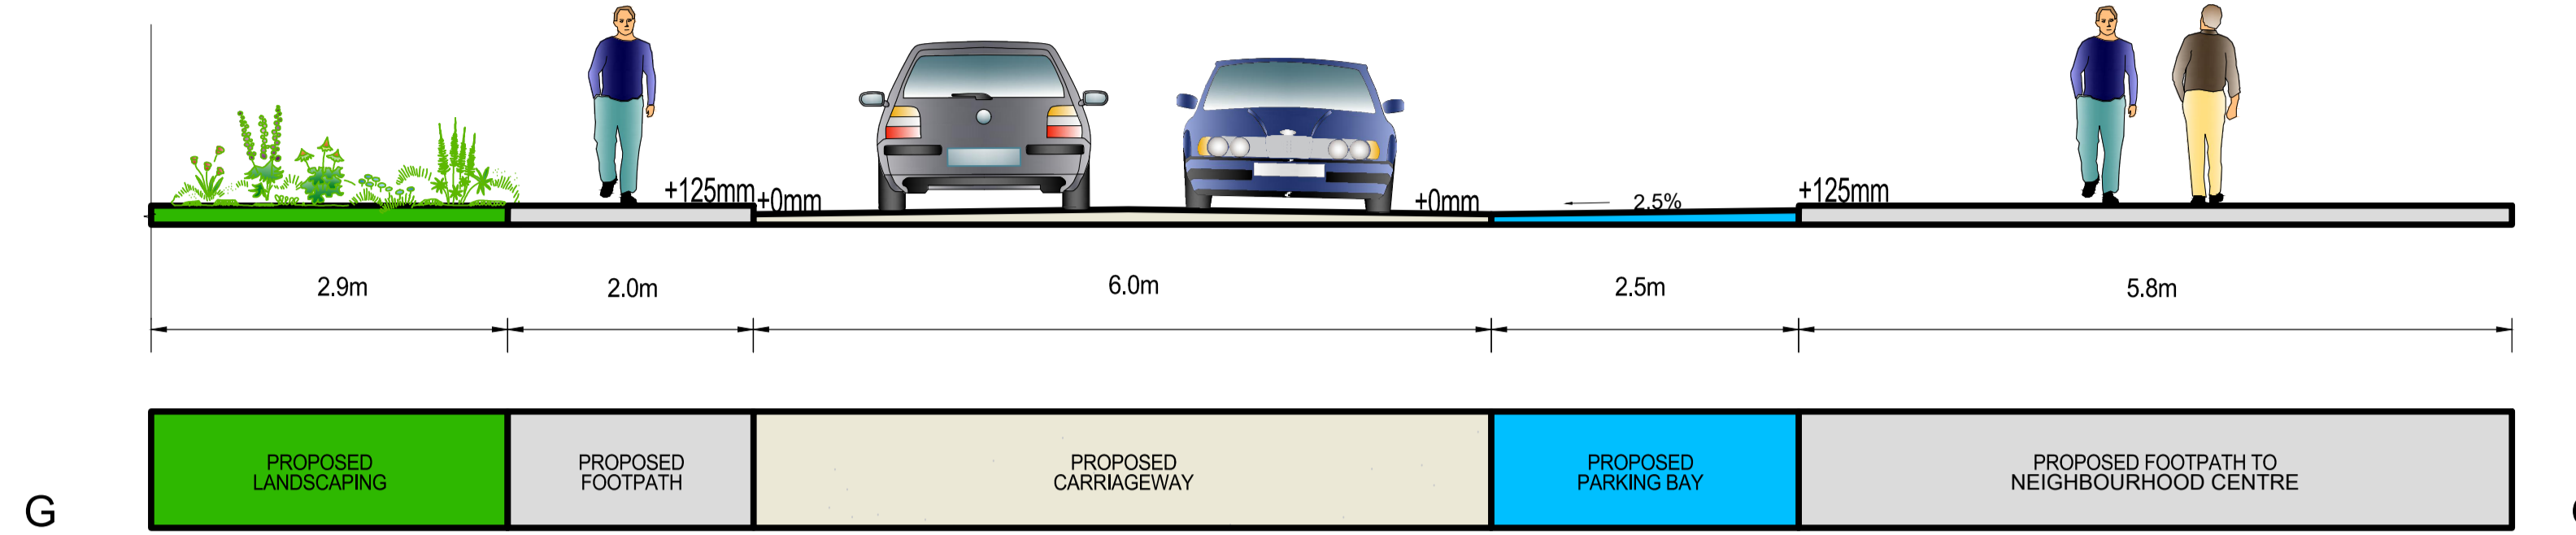 +125mm
+0mm
+0mm
2.5%
+125mm
2.9m
2.0m
6.0m
2.5m
5.8m
PROPOSED
LANDSCAPING
PROPOSED
FOOTPATH
PROPOSED
CARRIAGEWAY
PROPOSED
PARKING BAY
PROPOSED FOOTPATH TO
NEIGHBOURHOOD CENTRE
G